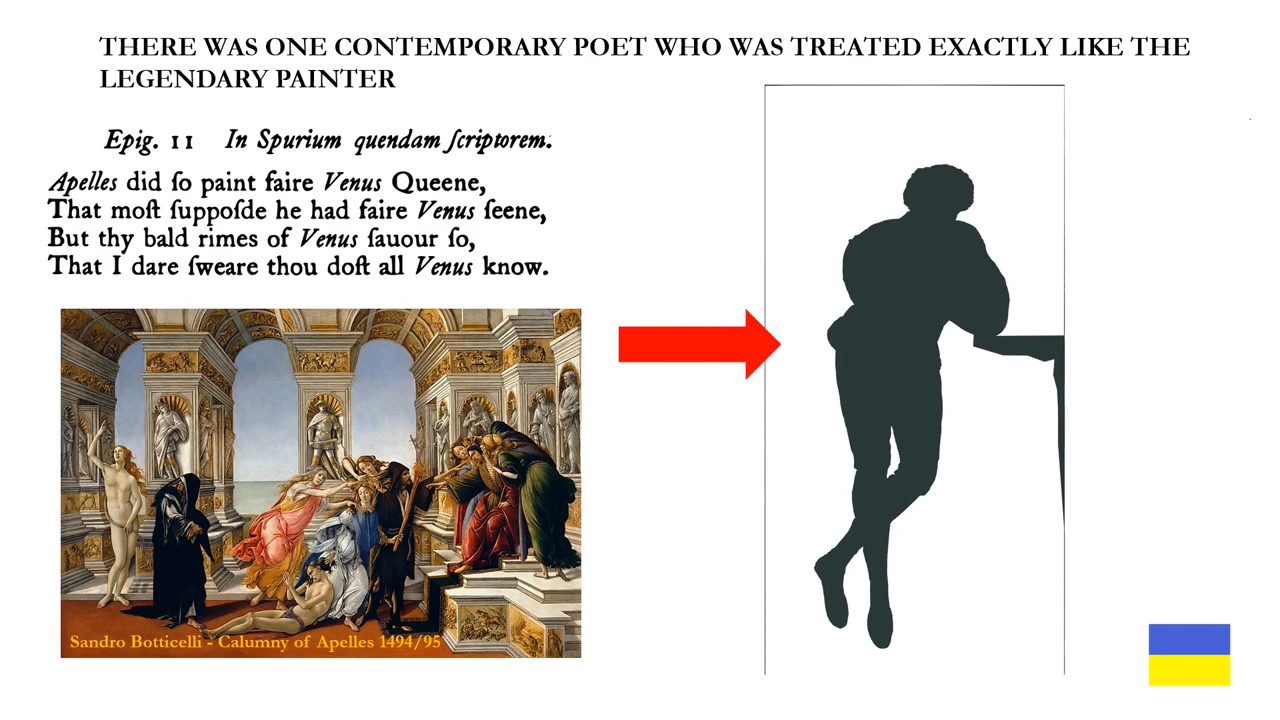 THERE WAS ONE CONTEMPORARY POET WHO WAS TREATED EXACTLY LIKE THE
LEGENDARY PAINTER
Epig. 11 In Spurium quendam ſcriptorem.
Apelles did ſo paint faire Venus Queene,
That moſt ſuppoſde he had faire Venus ſeene,
But thy bald rimes of Venus ſauour ſo,
That I dare ſweare thou doſt all Venus know.
Sandro Botticelli - Calumny of Apelles 1494/95